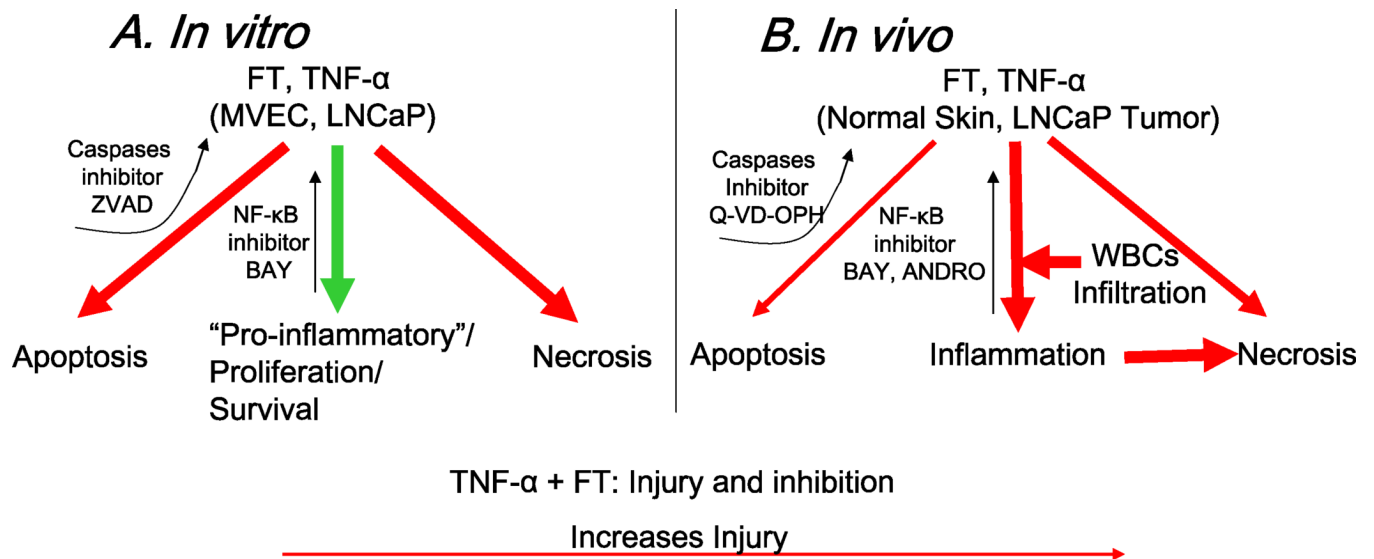 A. In vitro
FT, TNF-α
(MVEC, LNCaP)
Caspases
inhibitor
ZVAD
NF-κB
inhibitor
BAY
Apoptosis
“Pro-inflammatory”/
Proliferation/
Survival
Necrosis
B. In vivo
FT, TNF-α
(Normal Skin, LNCaP Tumor)
Caspases
Inhibitor
Q-VD-OPH
NF-κB
inhibitor
BAY, ANDRO
WBCs
Infiltration
Apoptosis
Inflammation
Necrosis
TNF-α + FT: Injury and inhibition
Increases Injury